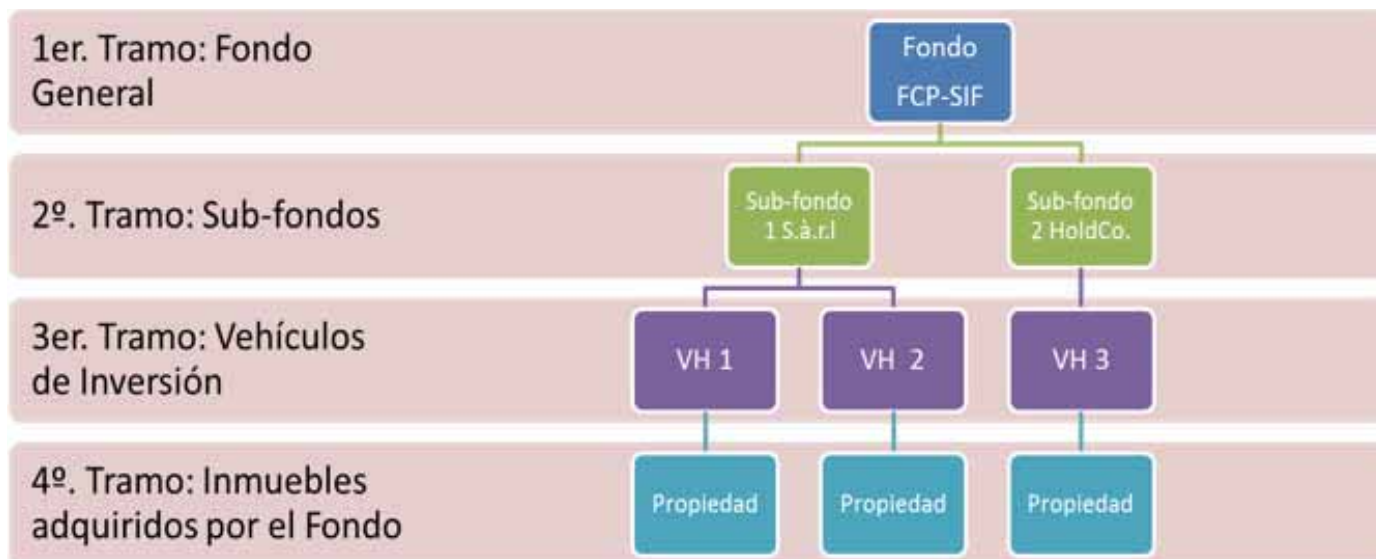 1er. Tramo: Fondo
General
Fondo
FCP-SIF
2º. Tramo: Sub-fondos
Sub-fondo
1 S.à.r.l
Sub-fondo
2 HoldCo.
3er. Tramo: Vehículos
de Inversión
VH 1
VH 2
VH 3
4º. Tramo: Inmuebles
adquiridos por el Fondo
Propiedad
Propiedad
Propiedad